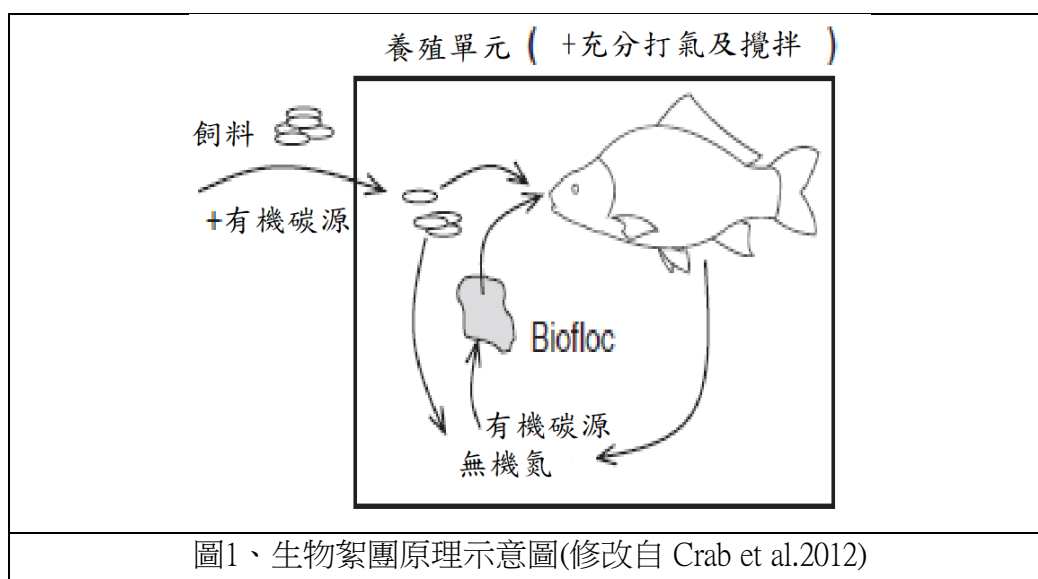 養殖單元( +充分打氣及攪拌 )
飼料
+有機碳源
Biofloc
有機碳源
無機氮
圖1、生物絮團原理示意圖(修改自 Crab et al.2012)